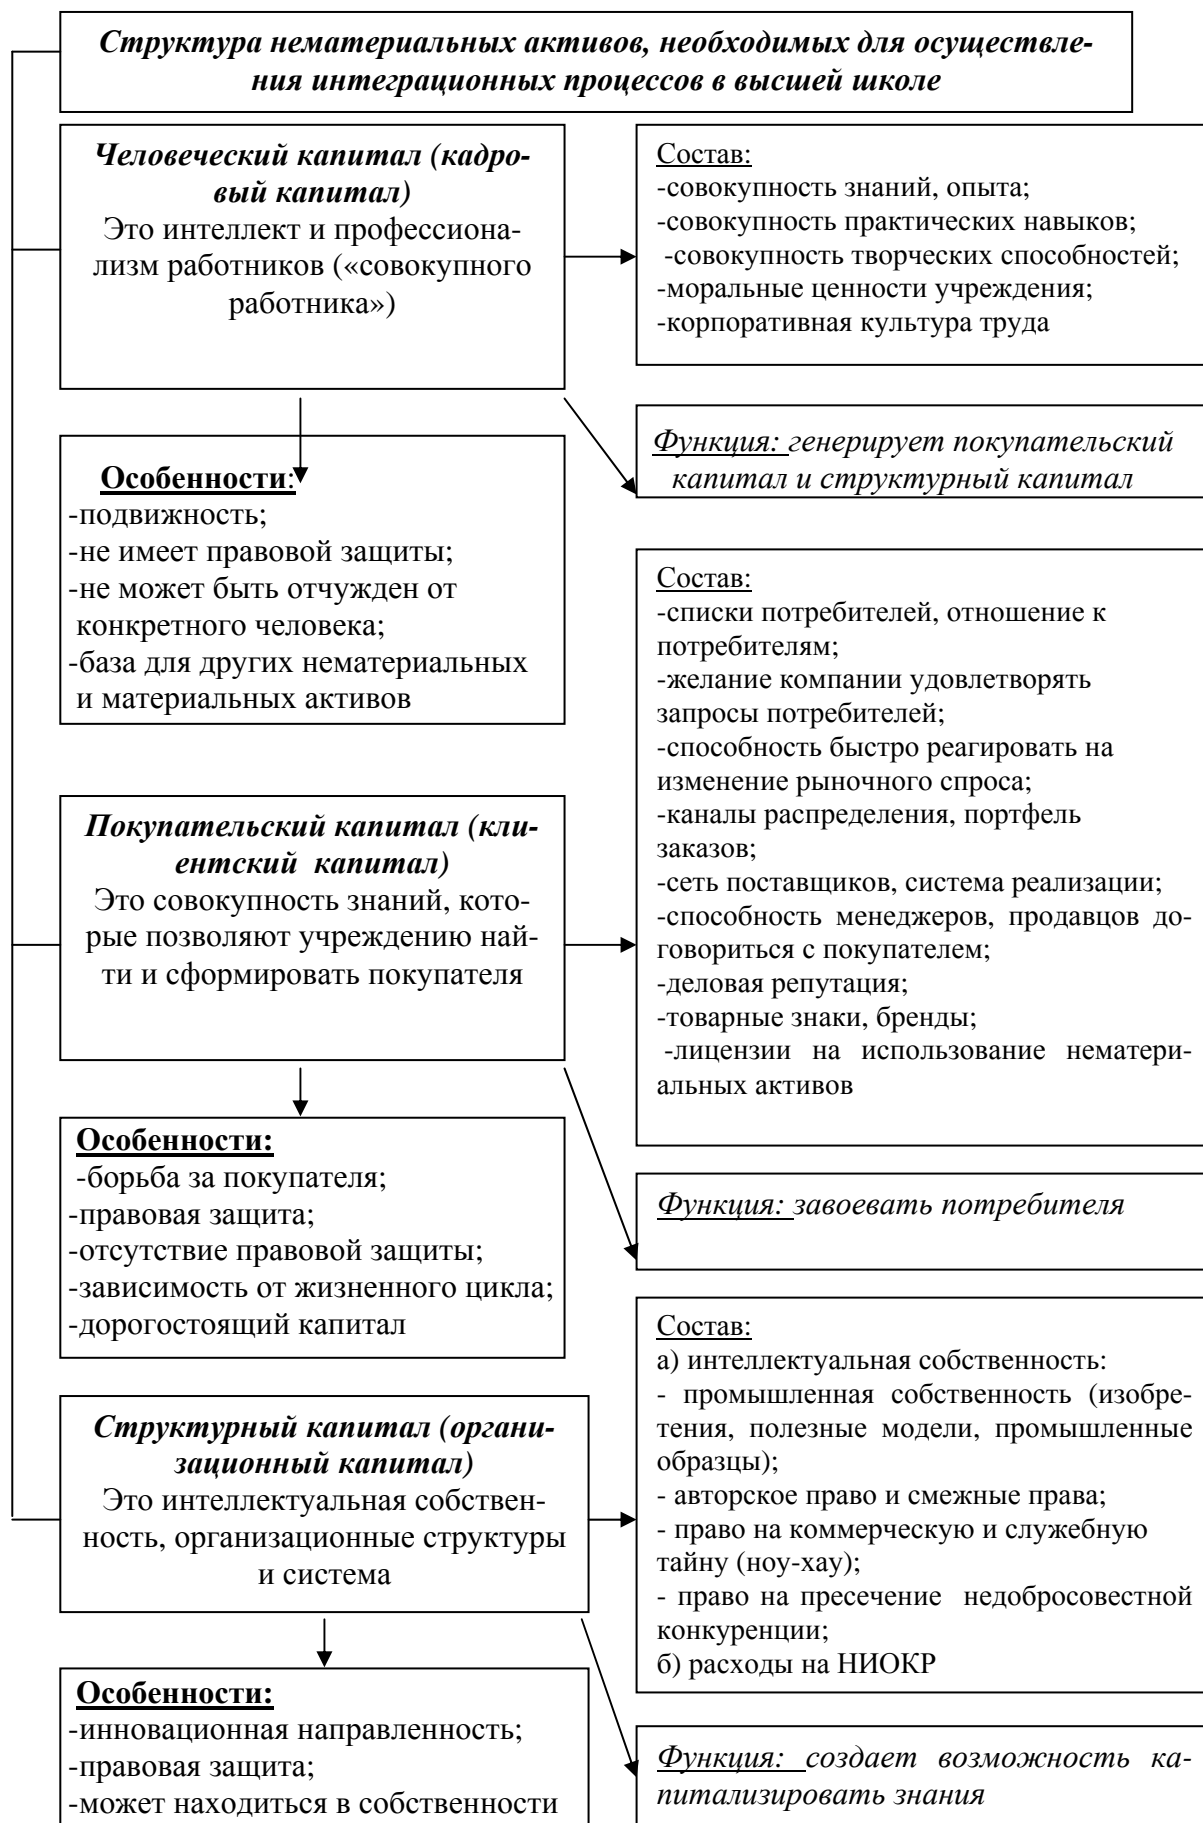 Структура нематериальных активов, необходимых для осуществле-
ния интеграционных процессов в высшей школе
Человеческий капитал (кадро-
вый капитал)
Это интеллект и профессиона-
лизм работников («совокупного
работника»)
Состав:
-совокупность знаний, опыта;
-совокупность практических навыков;
-совокупность творческих способностей;
-моральные ценности учреждения;
-корпоративная культура труда
Функция: генерирует покупательский
капитал и структурный капитал
Особенности:
-подвижность;
-не имеет правовой защиты;
-не может быть отчужден от
конкретного человека;
-база для других нематериальных
и материальных активов
Покупательский капитал (кли-
ентский капитал)
Это совокупность знаний, кото-
рые позволяют учреждению най-
ти и сформировать покупателя
Состав:
-списки потребителей, отношение к
потребителям;
-желание компании удовлетворять
запросы потребителей;
-способность быстро реагировать на
изменение рыночного спроса;
-каналы распределения, портфель
заказов;
-сеть поставщиков, система реализации;
-способность менеджеров, продавцов до-
говориться с покупателем;
-деловая репутация;
-товарные знаки, бренды;
-лицензии на использование нематери-
альных активов
Особенности:
-борьба за покупателя;
-правовая защита;
-отсутствие правовой защиты;
-зависимость от жизненного цикла;
-дорогостоящий капитал
Функция: завоевать потребителя
Структурный капитал (органи-
зационный капитал)
Это интеллектуальная собствен-
ность, организационные структуры
и система
Состав:
а) интеллектуальная собственность:
- промышленная собственность (изобре-
тения, полезные модели, промышленные
образцы);
- авторское право и смежные права;
- право на коммерческую и служебную
тайну (ноу-хау);
- право на пресечение недобросовестной
конкуренции;
б) расходы на НИОКР
Особенности:
-инновационная направленность;
-правовая защита;
-может находиться в собственности
Функция: создает возможность ка-
питализировать знания